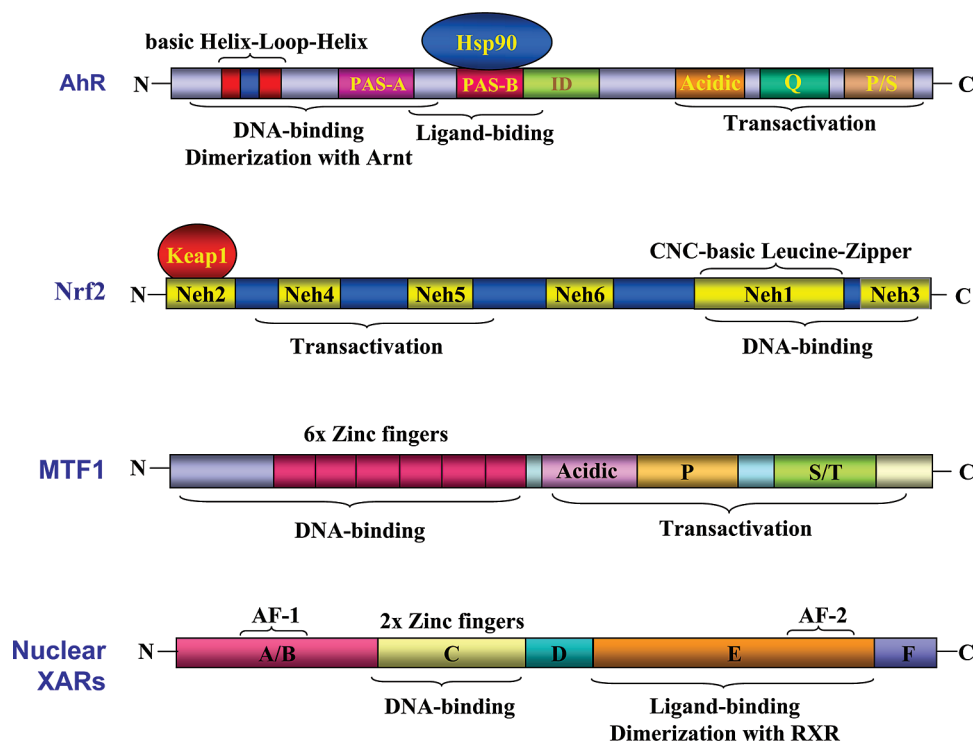 basic Helix-Loop-Helix
Hsp90
AhR
N
PAS-A
PAS-B
ID
Acidic
Q
P/S
C
DNA-binding
Dimerization with Arnt
Ligand-biding
Transactivation
Keap1
CNC-basic Leucine-Zipper
Nrf2
N
Neh2
Neh4
Neh5
Neh6
Neh1
Neh3
C
Transactivation
DNA-binding
6x Zinc fingers
MTF1
N
Acidic
P
S/T
C
DNA-binding
Transactivation
AF-1
2x Zinc fingers
AF-2
Nuclear
XARs
N
A/B
C
D
E
F
C
DNA-binding
Ligand-binding
Dimerization with RXR